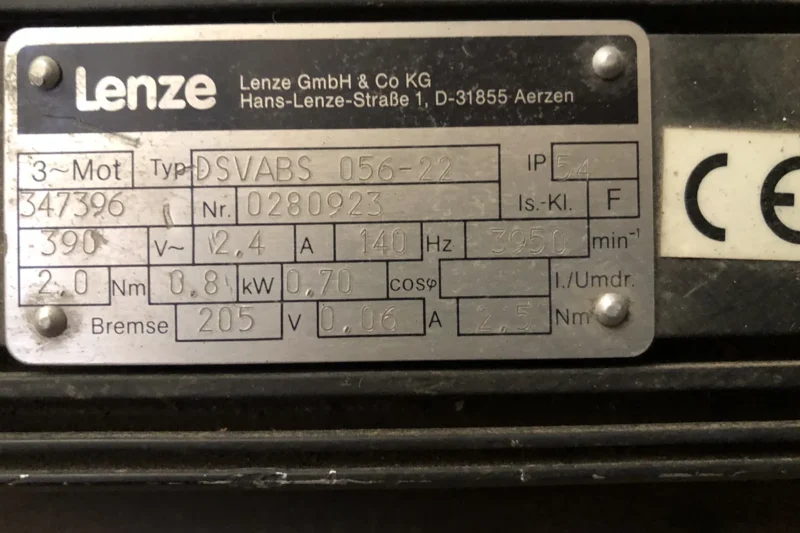 Lenze Lenze GmbH & Co KG
Hans-Lenze-Straße 1, D-31855 Aerzen
3~Mot Typ DSVABS 056-22 IP 54
347396 Nr. 0280923 Is.-Kl. F
390 V~ 2.4 A 140 Hz 3950 min⁻¹
2.0 Nm 0.8 kW 0.70 cosφ I./Umdr.
Bremse 205 V 0.06 A 2.5 Nm
CE